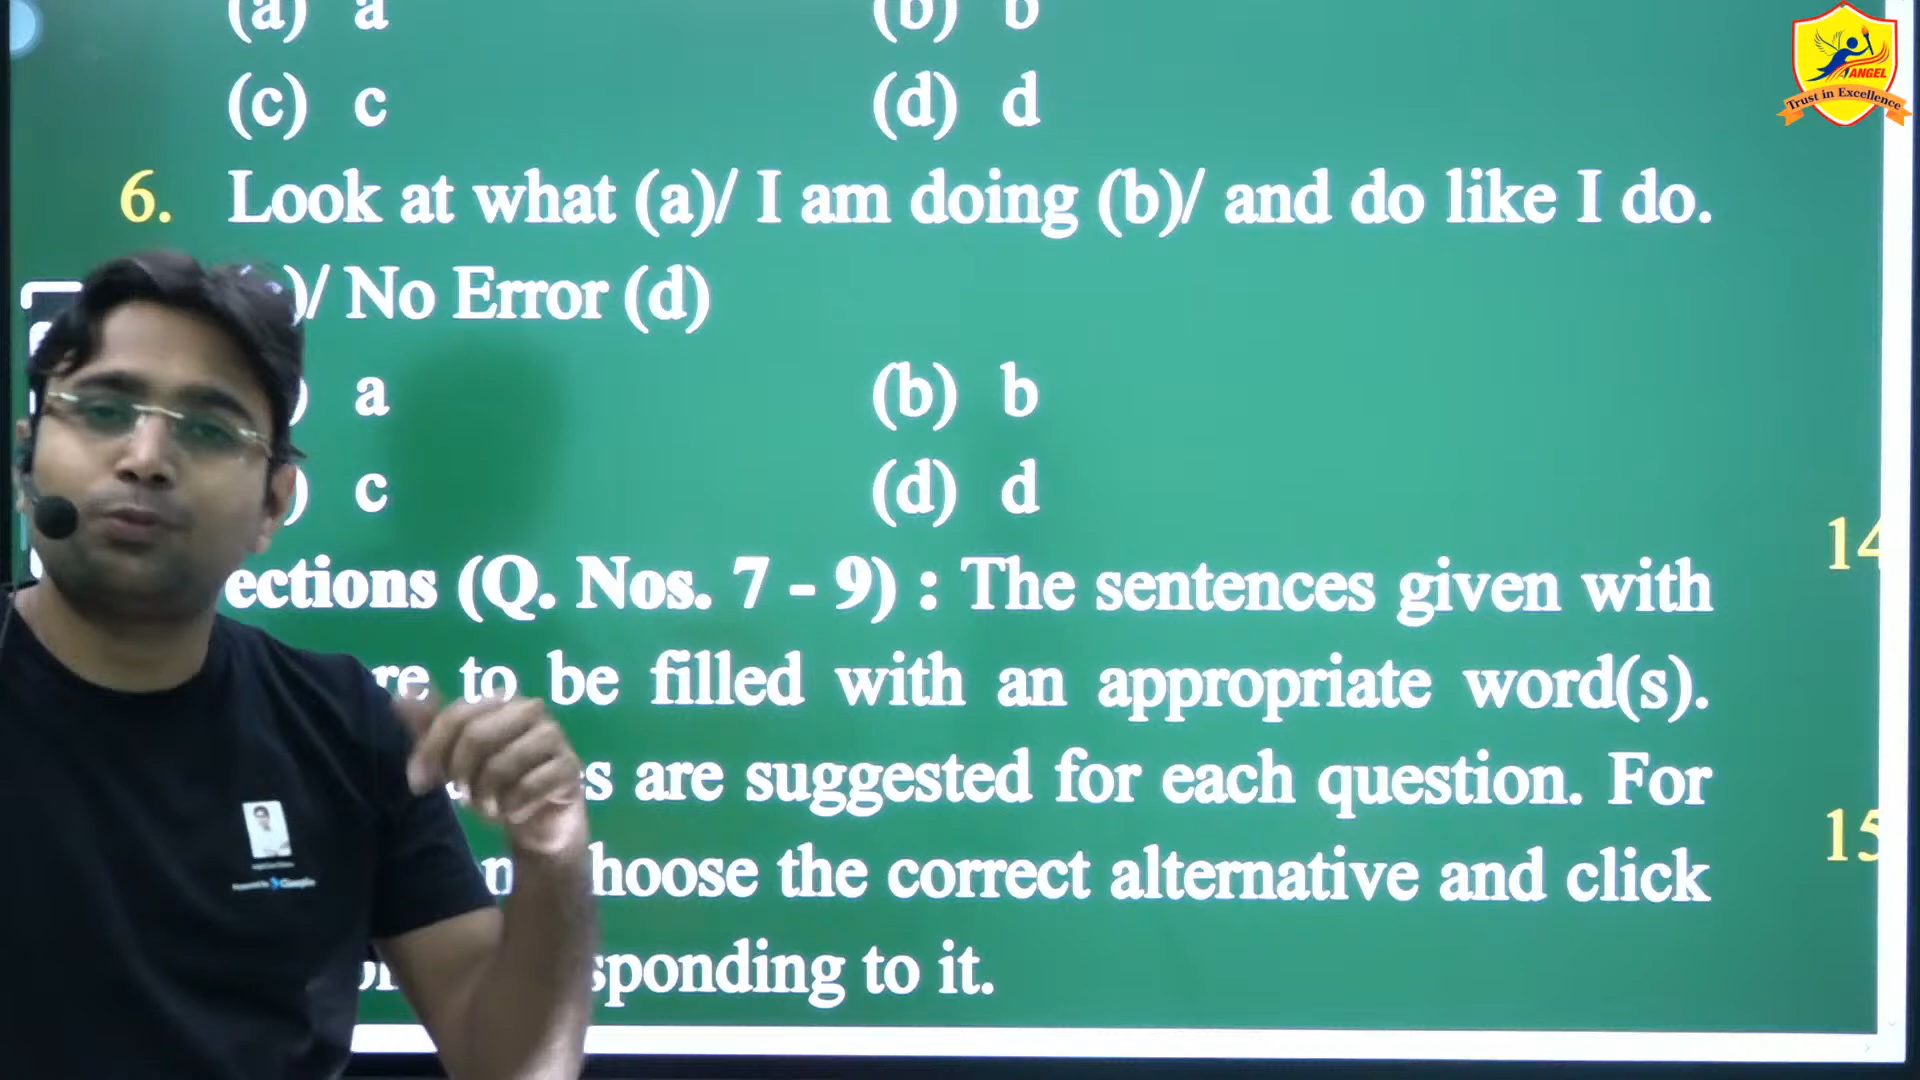 (a) a (b) b
(c) c (d) d
6. Look at what (a)/ I am doing (b)/ and do like I do.
)/ No Error (d)
) a (b) b
) c (d) d
ections (Q. Nos. 7 - 9) : The sentences given with
re to be filled with an appropriate word(s).
s are suggested for each question. For
n hoose the correct alternative and click
sponding to it.
14
15
ANGEL
Trust in Excellence